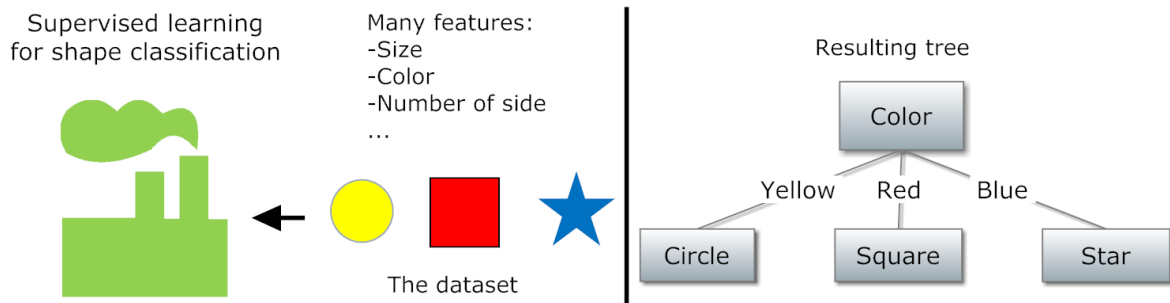 Supervised learning
for shape classification
Many features:
-Size
-Color
-Number of side
...
The dataset
Resulting tree
Color
Yellow
Red
Blue
Circle
Square
Star